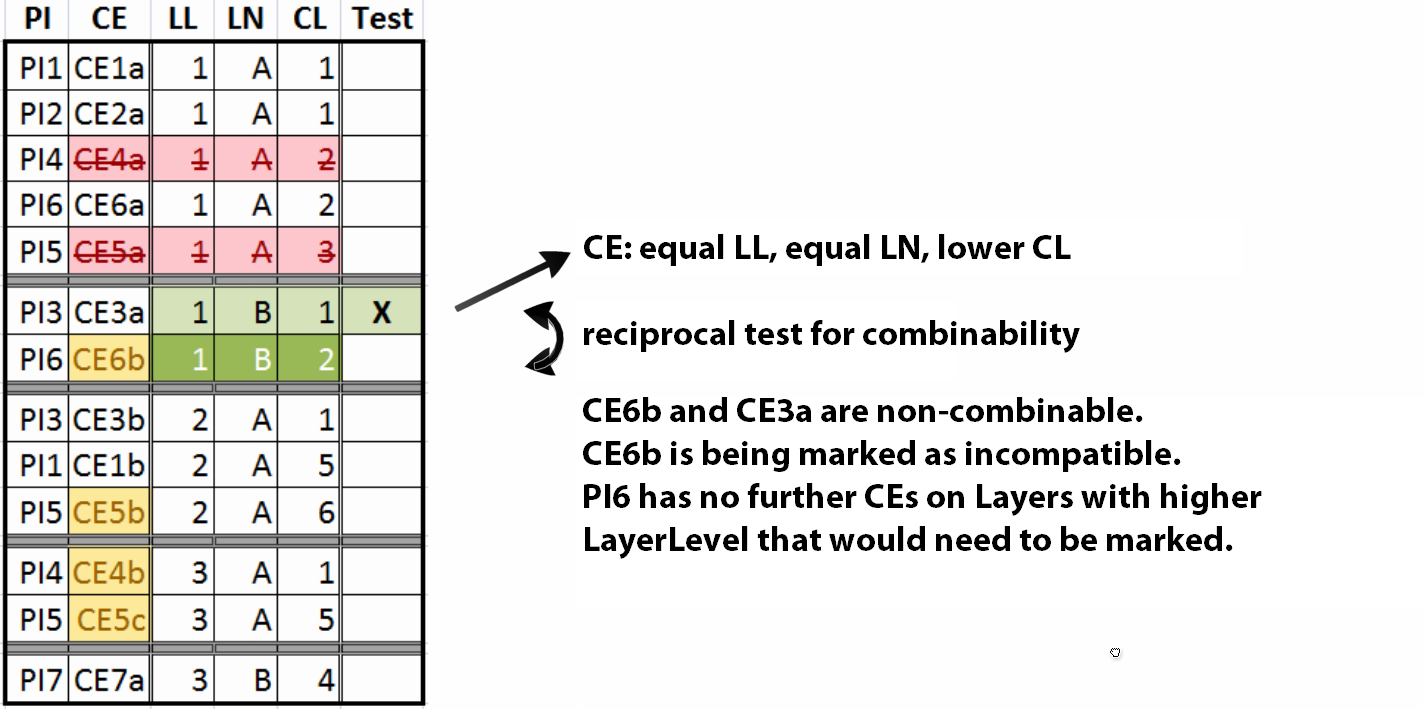 PI CE LL LN CL Test
PI1 CE1a 1 A 1
PI2 CE2a 1 A 1
PI4 CE4a 1 A 2
PI6 CE6a 1 A 2
PI5 CE5a 1 A 3
PI3 CE3a 1 B 1 X
PI6 CE6b 1 B 2
PI3 CE3b 2 A 1
PI1 CE1b 2 A 5
PI5 CE5b 2 A 6
PI4 CE4b 3 A 1
PI5 CE5c 3 A 5
PI7 CE7a 3 B 4
CE: equal LL, equal LN, lower CL
reciprocal test for combinability
CE6b and CE3a are non-combinable.
CE6b is being marked as incompatible.
PI6 has no further CEs on Layers with higher
LayerLevel that would need to be marked.